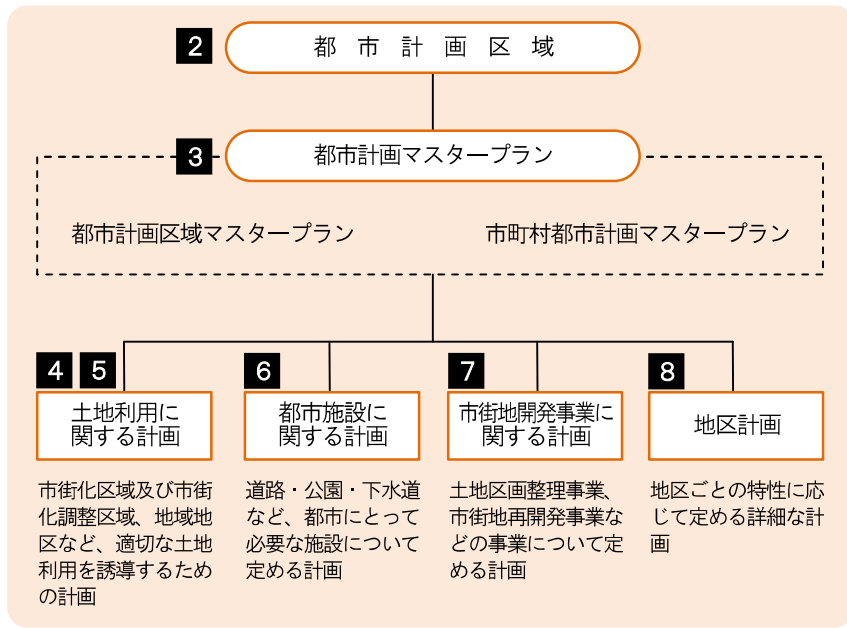 2
都市計画区域
3
都市計画マスタープラン
都市計画区域マスタープラン
市町村都市計画マスタープラン
4 5
土地利用に
関する計画
市街化区域及び市街
化調整区域、地域地
区など、適切な土地
利用を誘導するため
の計画
6
都市施設に
関する計画
道路・公園・下水道
など、都市にとって
必要な施設について
定める計画
7
市街地開発事業に
関する計画
土地区画整理事業、
市街地再開発事業な
どの事業について定
める計画
8
地区計画
地区ごとの特性に応
じて定める詳細な計
画